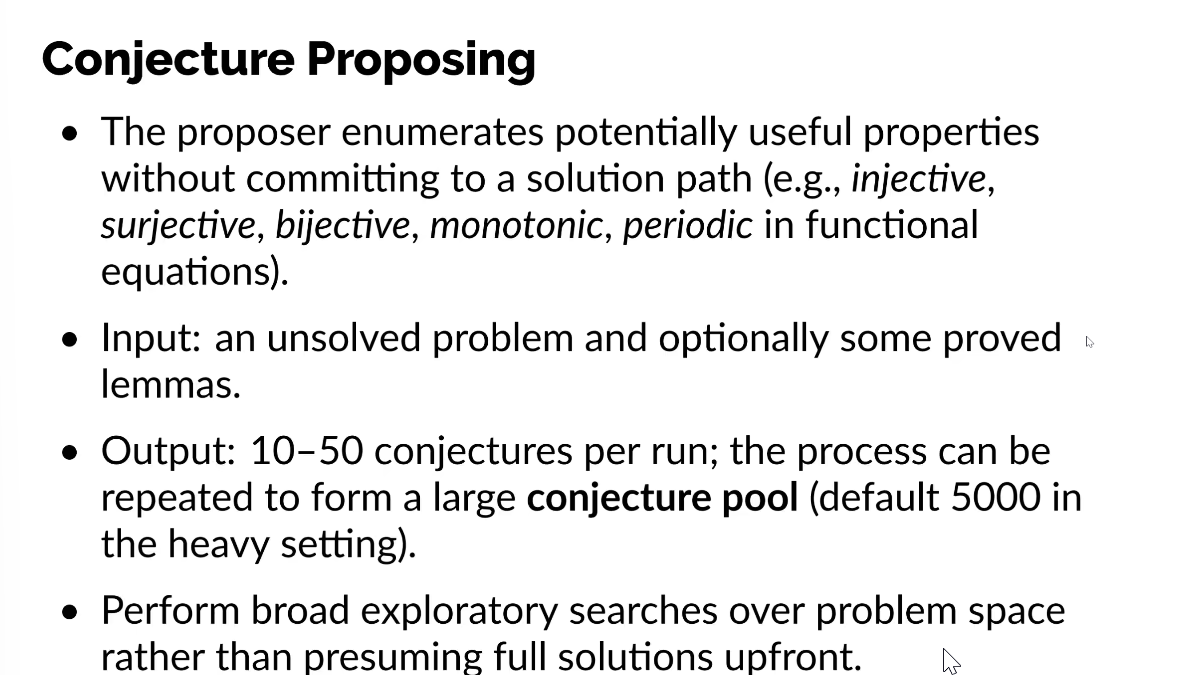 Conjecture Proposing
• The proposer enumerates potentially useful properties
without committing to a solution path (e.g., injective,
surjective, bijective, monotonic, periodic in functional
equations).
• Input: an unsolved problem and optionally some proved
lemmas.
• Output: 10–50 conjectures per run; the process can be
repeated to form a large conjecture pool (default 5000 in
the heavy setting).
• Perform broad exploratory searches over problem space
rather than presuming full solutions upfront.